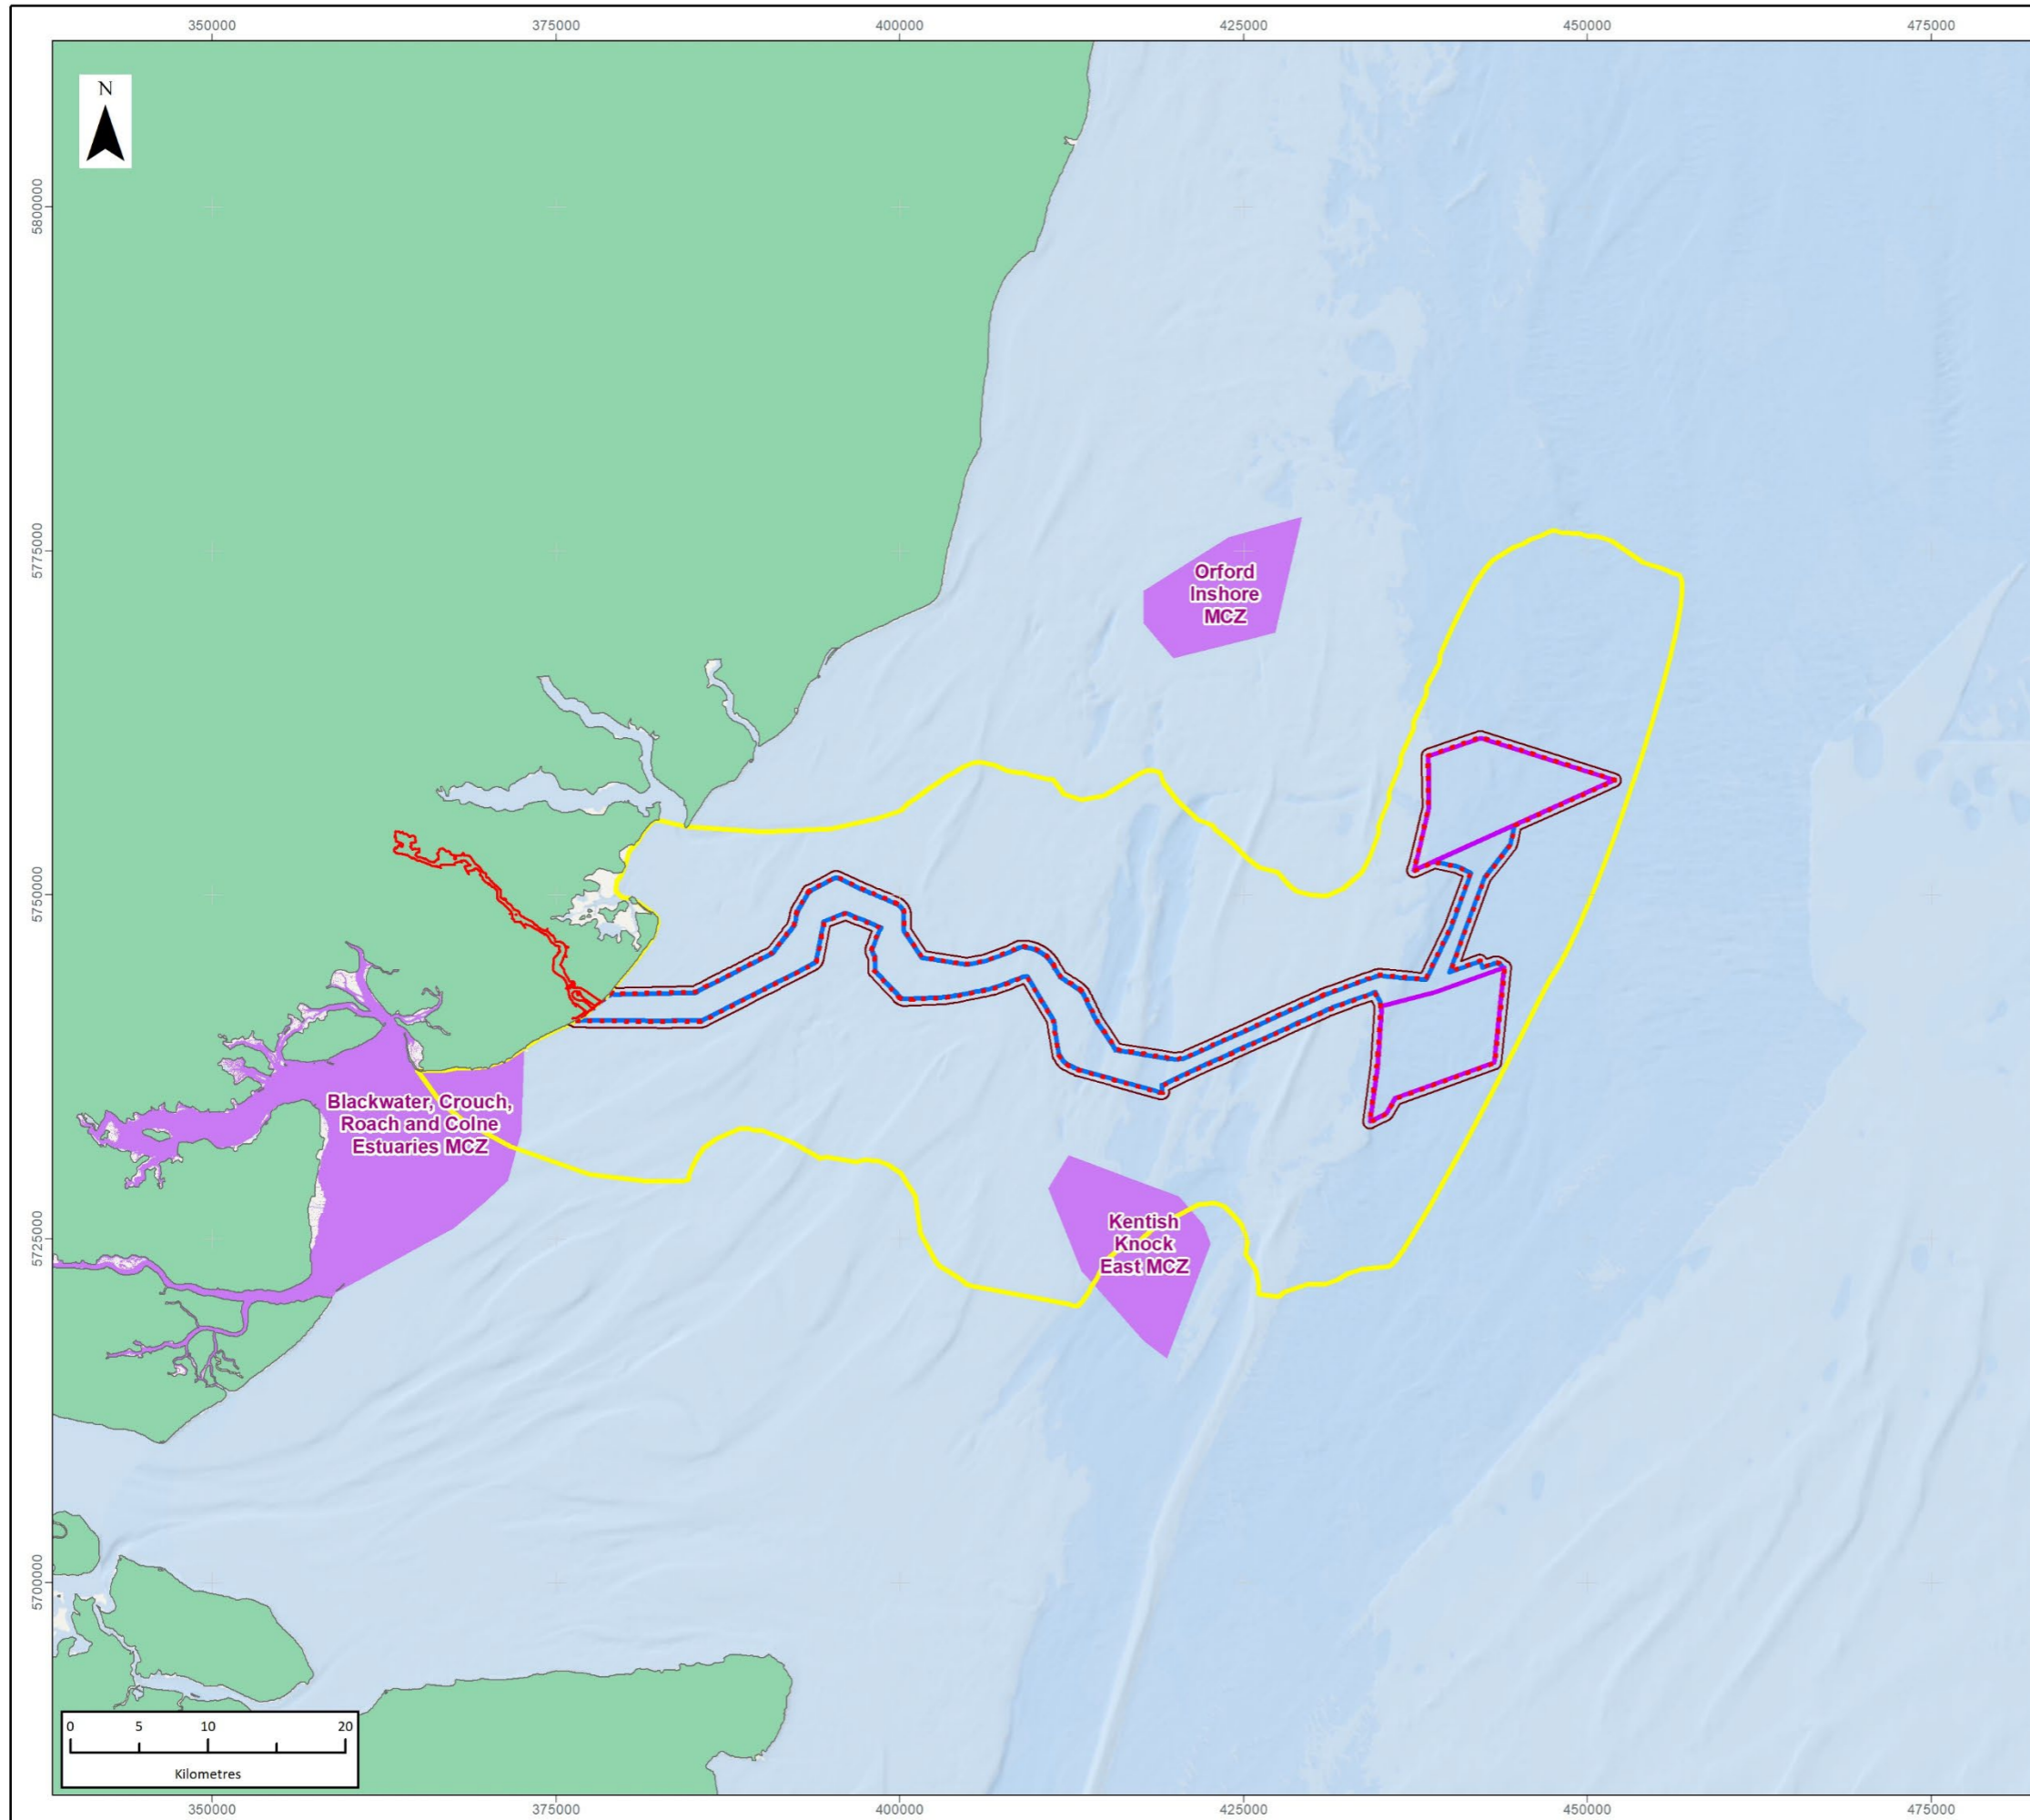 350000
375000
400000
425000
450000
475000
N
5800000
5775000
5750000
5725000
5700000
Orford
Inshore
MCZ
Blackwater, Crouch,
Roach and Colne
Estuaries MCZ
Kentish
Knock
East MCZ
0 5 10 20
Kilometres
350000
375000
400000
425000
450000
475000